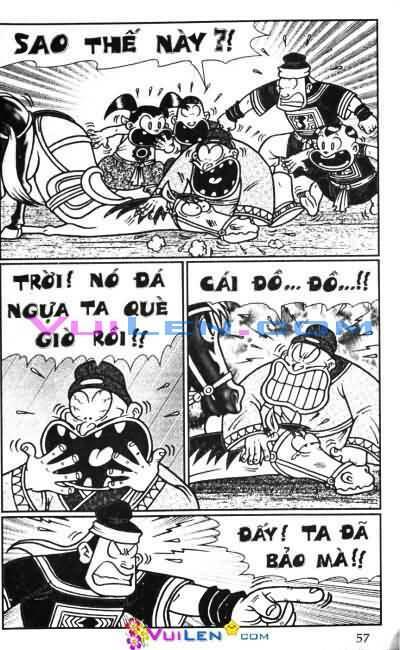 SAO THẾ NÀY?!
TRỜI! NÓ ĐÁ
NGỰA TA QUÈ
GIÒ RỒI!!
CÁI ĐỒ... ĐỒ...!!
VUILEN.COM
ĐẤY! TA ĐÃ
BẢO MÀ!!
57
VUILEN.COM